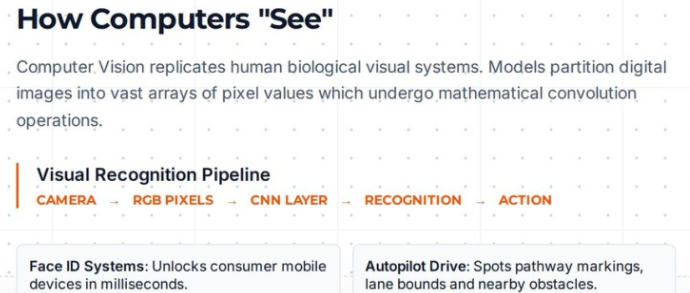 How Computers "See"
Computer Vision replicates human biological visual systems. Models partition digital
images into vast arrays of pixel values which undergo mathematical convolution
operations.
Visual Recognition Pipeline
CAMERA → RGB PIXELS → CNN LAYER → RECOGNITION → ACTION
Face ID Systems: Unlocks consumer mobile
devices in milliseconds.
Autopilot Drive: Spots pathway markings,
lane bounds and nearby obstacles.